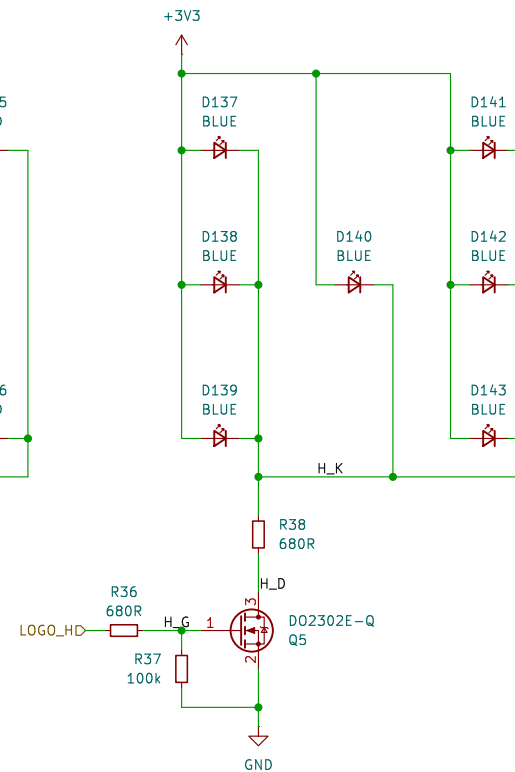 +3V3
5
D137
BLUE
D141
BLUE
D138
BLUE
D140
BLUE
D142
BLUE
6
D139
BLUE
D143
BLUE
H_K
R38
680R
H_D
R36
680R
3
LOGO_H
H_G
1
DO2302E-Q
Q5
R37
100k
2
GND